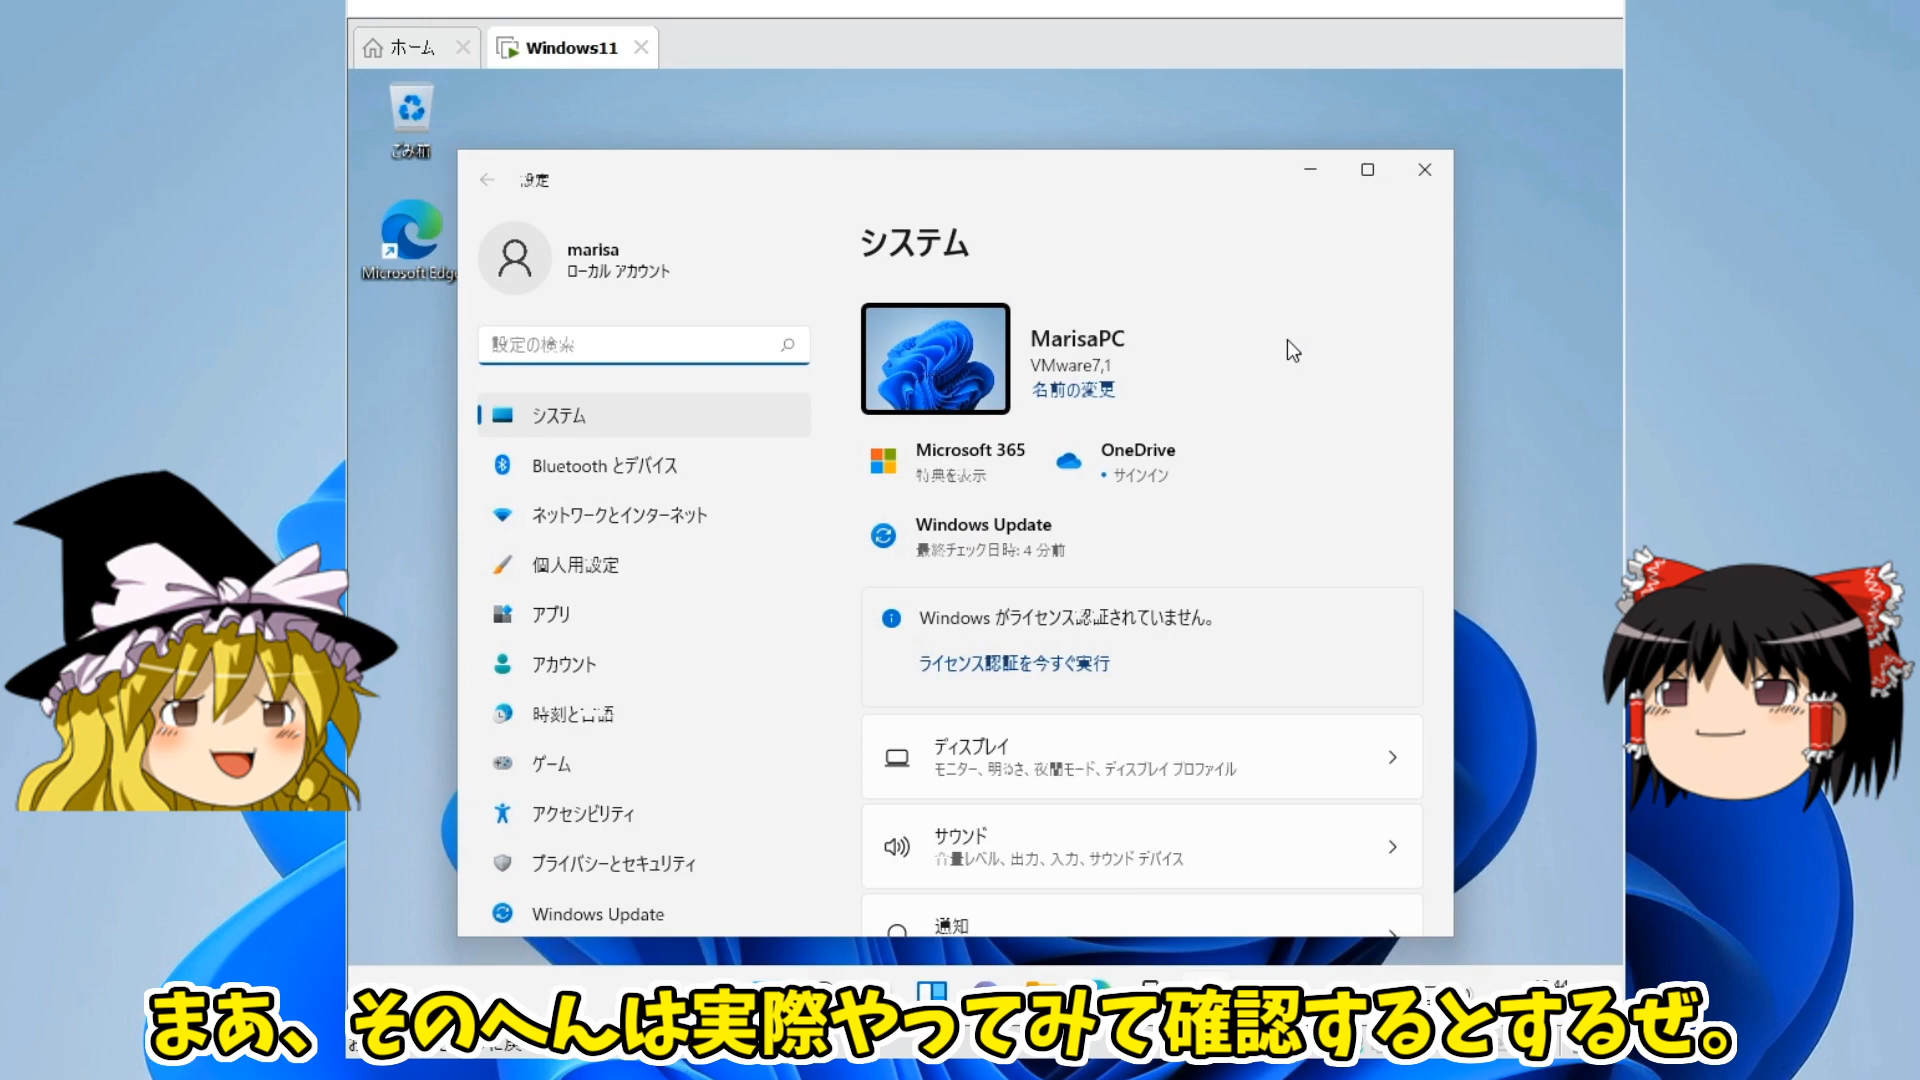 ホーム
Windows11
ごみ箱
Microsoft Edg
設定
marisa
ローカル アカウント
設定の検索
システム
Bluetooth とデバイス
ネットワークとインターネット
個人用設定
アプリ
アカウント
時刻と言語
ゲーム
アクセシビリティ
プライバシーとセキュリティ
Windows Update
システム
MarisaPC
VMware7,1
名前の変更
Microsoft 365
特典を表示
OneDrive
• サインイン
Windows Update
最終チェック日時: 4 分前
Windows がライセンス認証されていません。
ライセンス認証を今すぐ実行
ディスプレイ
モニター、明るさ、夜間モード、ディスプレイ プロファイル
サウンド
音量レベル、出力、入力、サウンド デバイス
通知
まあ、そのへんは実際やってみて確認するとするぜ。